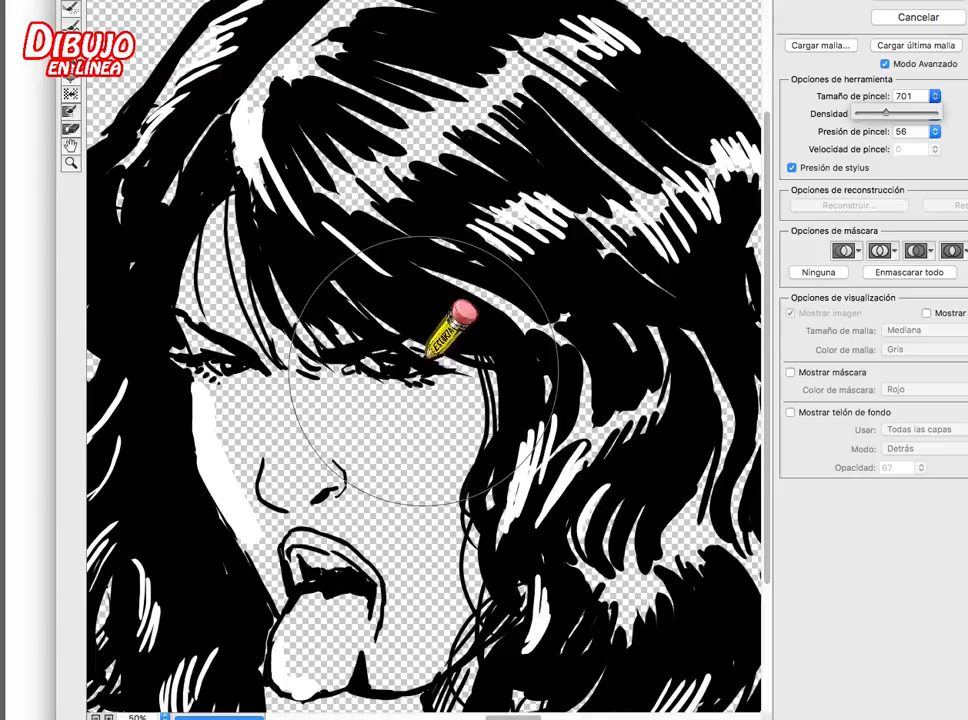 DIBUJO
EN LÍNEA
Cancelar
Cargar malla...
Cargar última malla
Modo Avanzado
Opciones de herramienta
Tamaño de pincel: 701
Densidad
Presión de pincel: 56
Velocidad de pincel: 0
Presión de stylus
Opciones de reconstrucción
Reconstruir...
Opciones de máscara
Ninguna
Enmascarar todo
Opciones de visualización
Mostrar imagen
Mostrar
Tamaño de malla: Mediana
Color de malla: Gris
Mostrar máscara
Color de máscara: Rojo
Mostrar telón de fondo
Usar: Todas las capas
Modo: Detrás
Opacidad: 67
50%